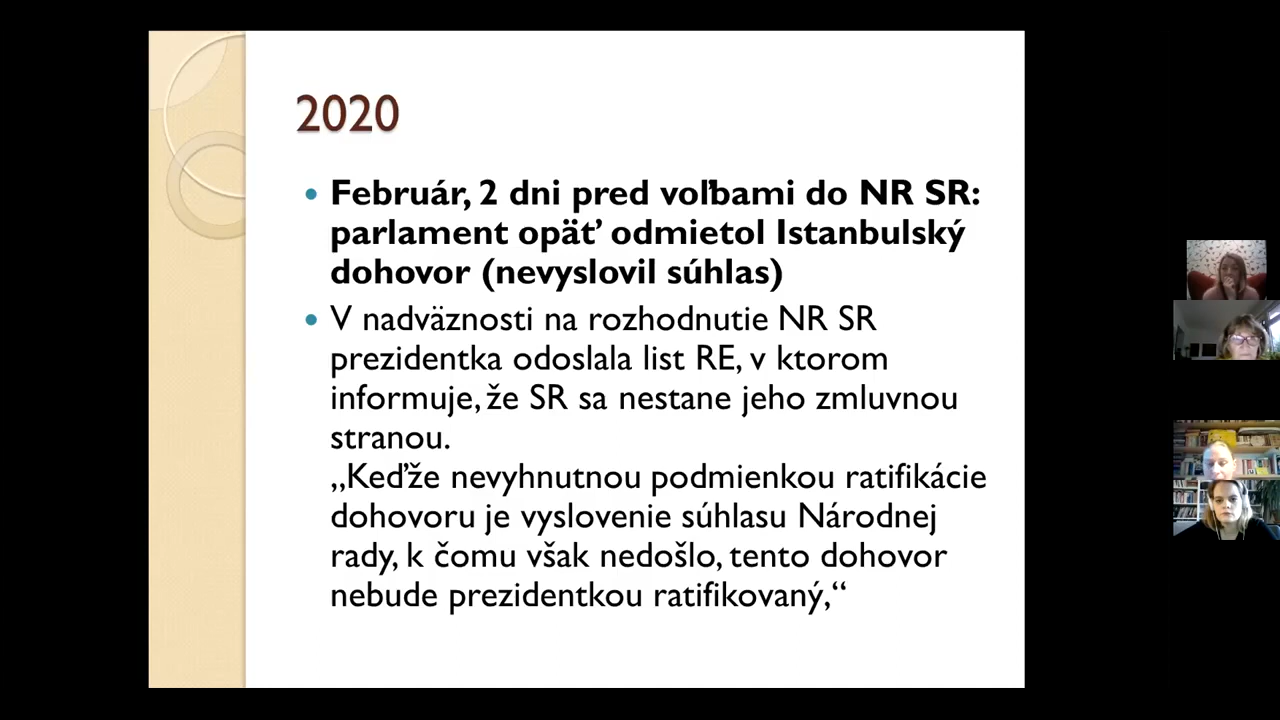 2020
Február, 2 dni pred voľbami do NR SR:
parlament opäť odmietol Istanbulský
dohovor (nevyslovil súhlas)
V nadväznosti na rozhodnutie NR SR
prezidentka odoslala list RE, v ktorom
informuje, že SR sa nestane jeho zmluvnou
stranou.
„Keďže nevyhnutnou podmienkou ratifikácie
dohovoru je vyslovenie súhlasu Národnej
rady, k čomu však nedošlo, tento dohovor
nebude prezidentkou ratifikovaný,“